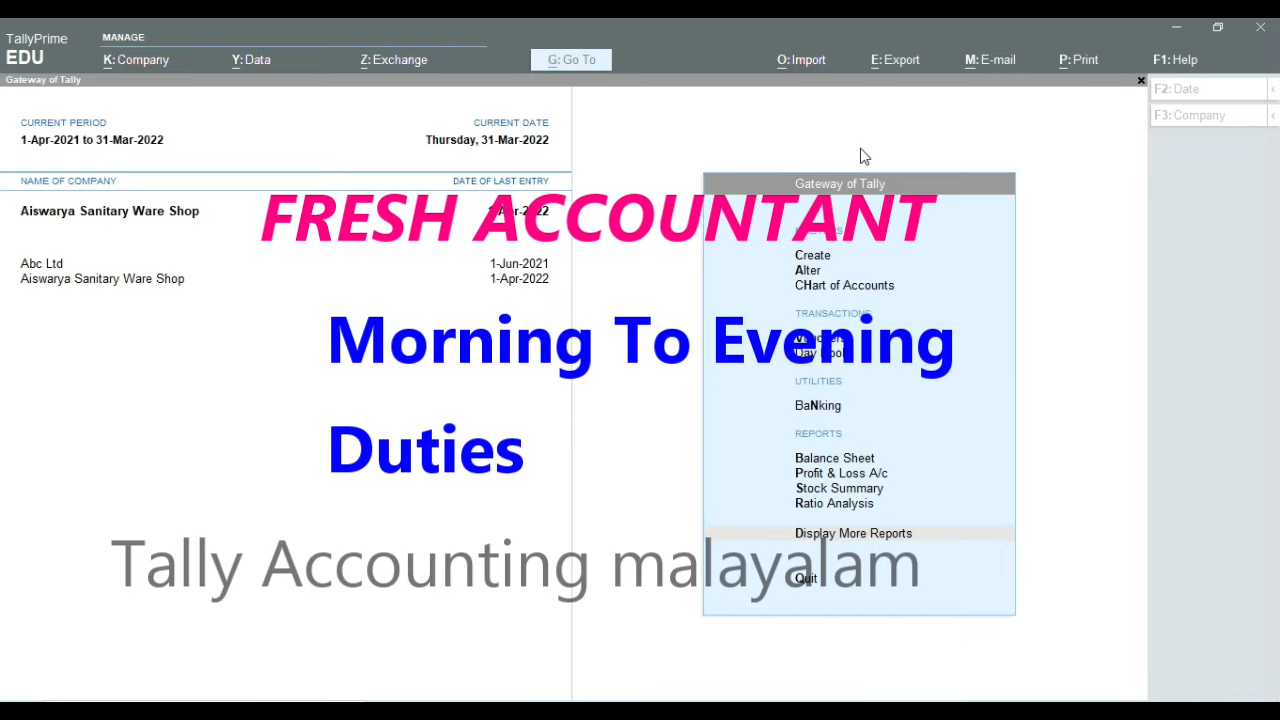 TallyPrime
EDU
MANAGE
K: Company
Y: Data
Z: Exchange
G: Go To
O: Import
E: Export
M: E-mail
P: Print
F1: Help
Gateway of Tally
F2: Date
F3: Company
CURRENT PERIOD
CURRENT DATE
1-Apr-2021 to 31-Mar-2022
Thursday, 31-Mar-2022
NAME OF COMPANY
DATE OF LAST ENTRY
Aiswarya Sanitary Ware Shop
Abc Ltd
1-Jun-2021
Aiswarya Sanitary Ware Shop
1-Apr-2022
Gateway of Tally
FRESH ACCOUNTANT
Create
Alter
CHart of Accounts
TRANSACTIONS
Morning To Evening
UTILITIES
BaNking
REPORTS
Duties
Balance Sheet
Profit & Loss A/c
Stock Summary
Ratio Analysis
Display More Reports
Tally Accounting malayalam
Quit